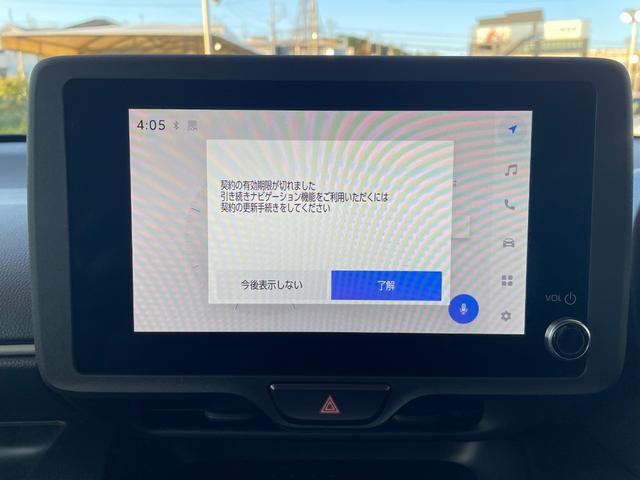 4:05
契約の有効期限が切れました
引き続きナビゲーション機能をご利用いただくには
契約の更新手続きをしてください
今後表示しない
了解
VOL